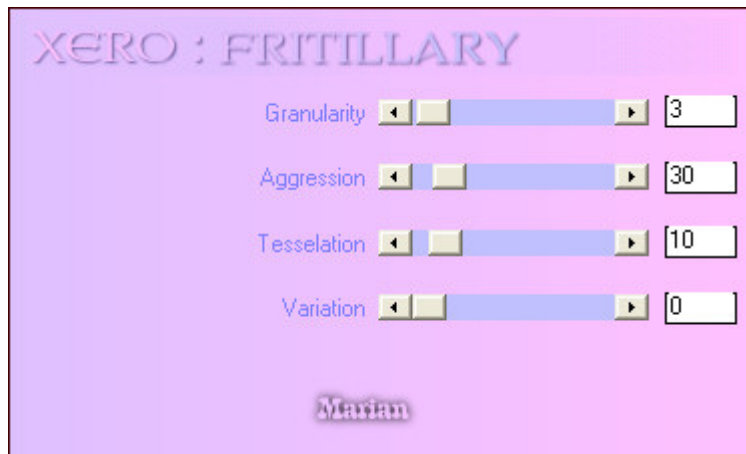 XERO : FRITILLARY
Granularity 3
Aggression 30
Tesselation 10
Variation 0
Marian